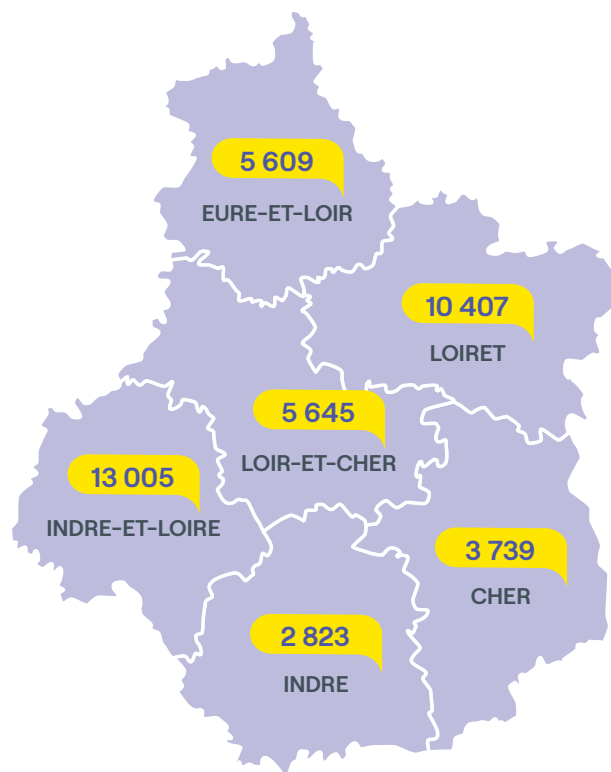 5 609
EURE-ET-LOIR
10 407
LOIRET
5 645
LOIR-ET-CHER
13 005
INDRE-ET-LOIRE
3 739
CHER
2 823
INDRE